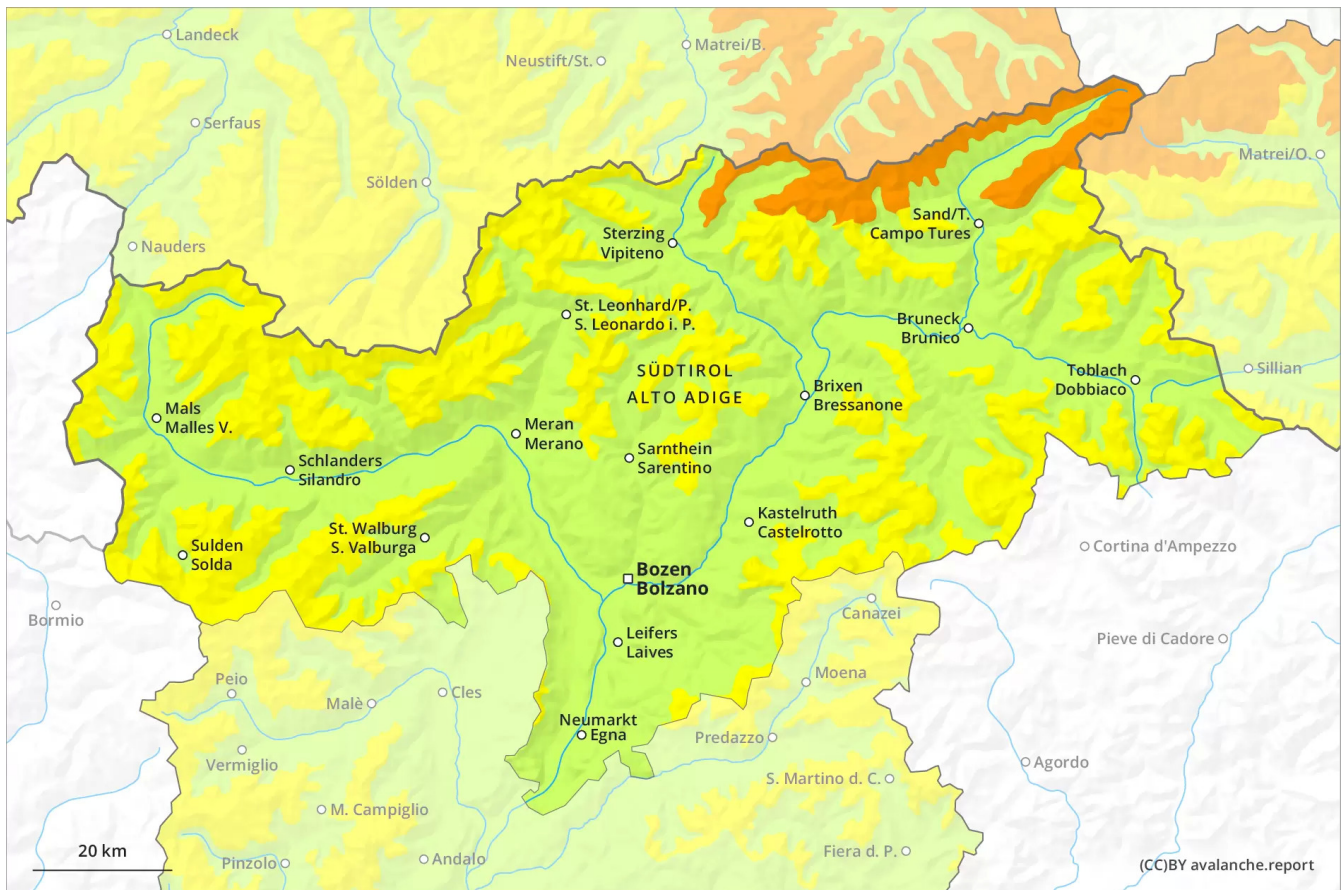 Landeck
Matrei/B.
Neustift/St.
Serfaus
Matrei/O.
Sölden
Sand/T.
Campo Tures
Sterzing
Vipiteno
Nauders
St. Leonhard/P.
S. Leonardo i. P.
Bruneck
Brunico
SÜDTIROL
ALTO ADIGE
Toblach
Dobbiaco
Sillian
Brixen
Bressanone
Mals
Malles V.
Meran
Merano
Schlanders
Silandro
Sarnthein
Sarentino
Kastelruth
Castelrotto
St. Walburg
S. Valburga
Sulden
Solda
Cortina d'Ampezzo
Bozen
Bolzano
Bormio
Canazei
Leifers
Laives
Pieve di Cadore
Peio
Moena
Malè
Cles
Neumarkt
Egna
Predazzo
Vermiglio
Agordo
S. Martino d. C.
M. Campiglio
20 km
Pinzolo
Andalo
Fiera d. P.
(CC)BY avalanche.report